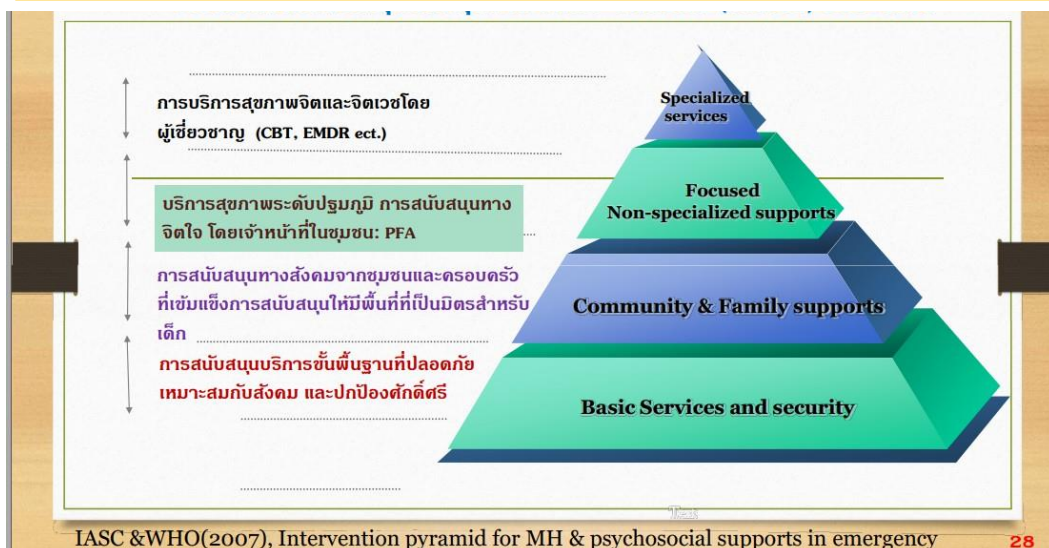 การบริการสุขภาพจิตและจิตเวชโดย
ผู้เชี่ยวชาญ (CBT, EMDR ect.)
บริการสุขภาพระดับปฐมภูมิ การสนับสนุนทาง
จิตใจ โดยเจ้าหน้าที่ในชุมชน: PFA
การสนับสนุนทางสังคมจากชุมชนและครอบครัว
ที่เข้มแข็งการสนับสนุนให้มีพื้นที่ที่เป็นมิตรสำหรับ
เด็ก
การสนับสนุนบริการขั้นพื้นฐานที่ปลอดภัย
เหมาะสมกับสังคม และปกป้องศักดิ์ศรี
Specialized
services
Focused
Non-specialized supports
Community & Family supports
Basic Services and security
Text
IASC &WHO(2007), Intervention pyramid for MH & psychosocial supports in emergency
28